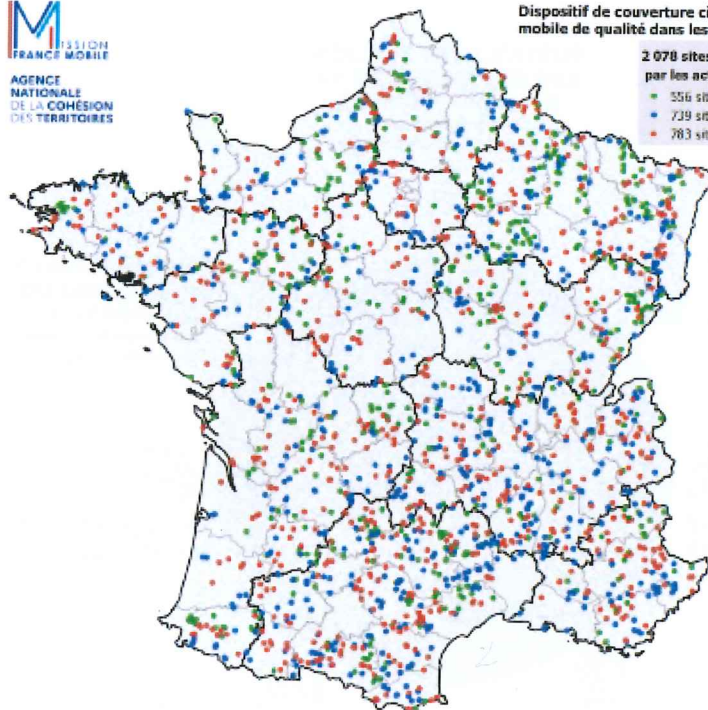 MISSION
FRANCE MOBILE
AGENCE
NATIONALE
DE LA COHÉSION
DES TERRITOIRES
Dispositif de couverture ci
mobile de qualité dans les
2 078 sites
par les act
556 sit
739 sit
783 sit